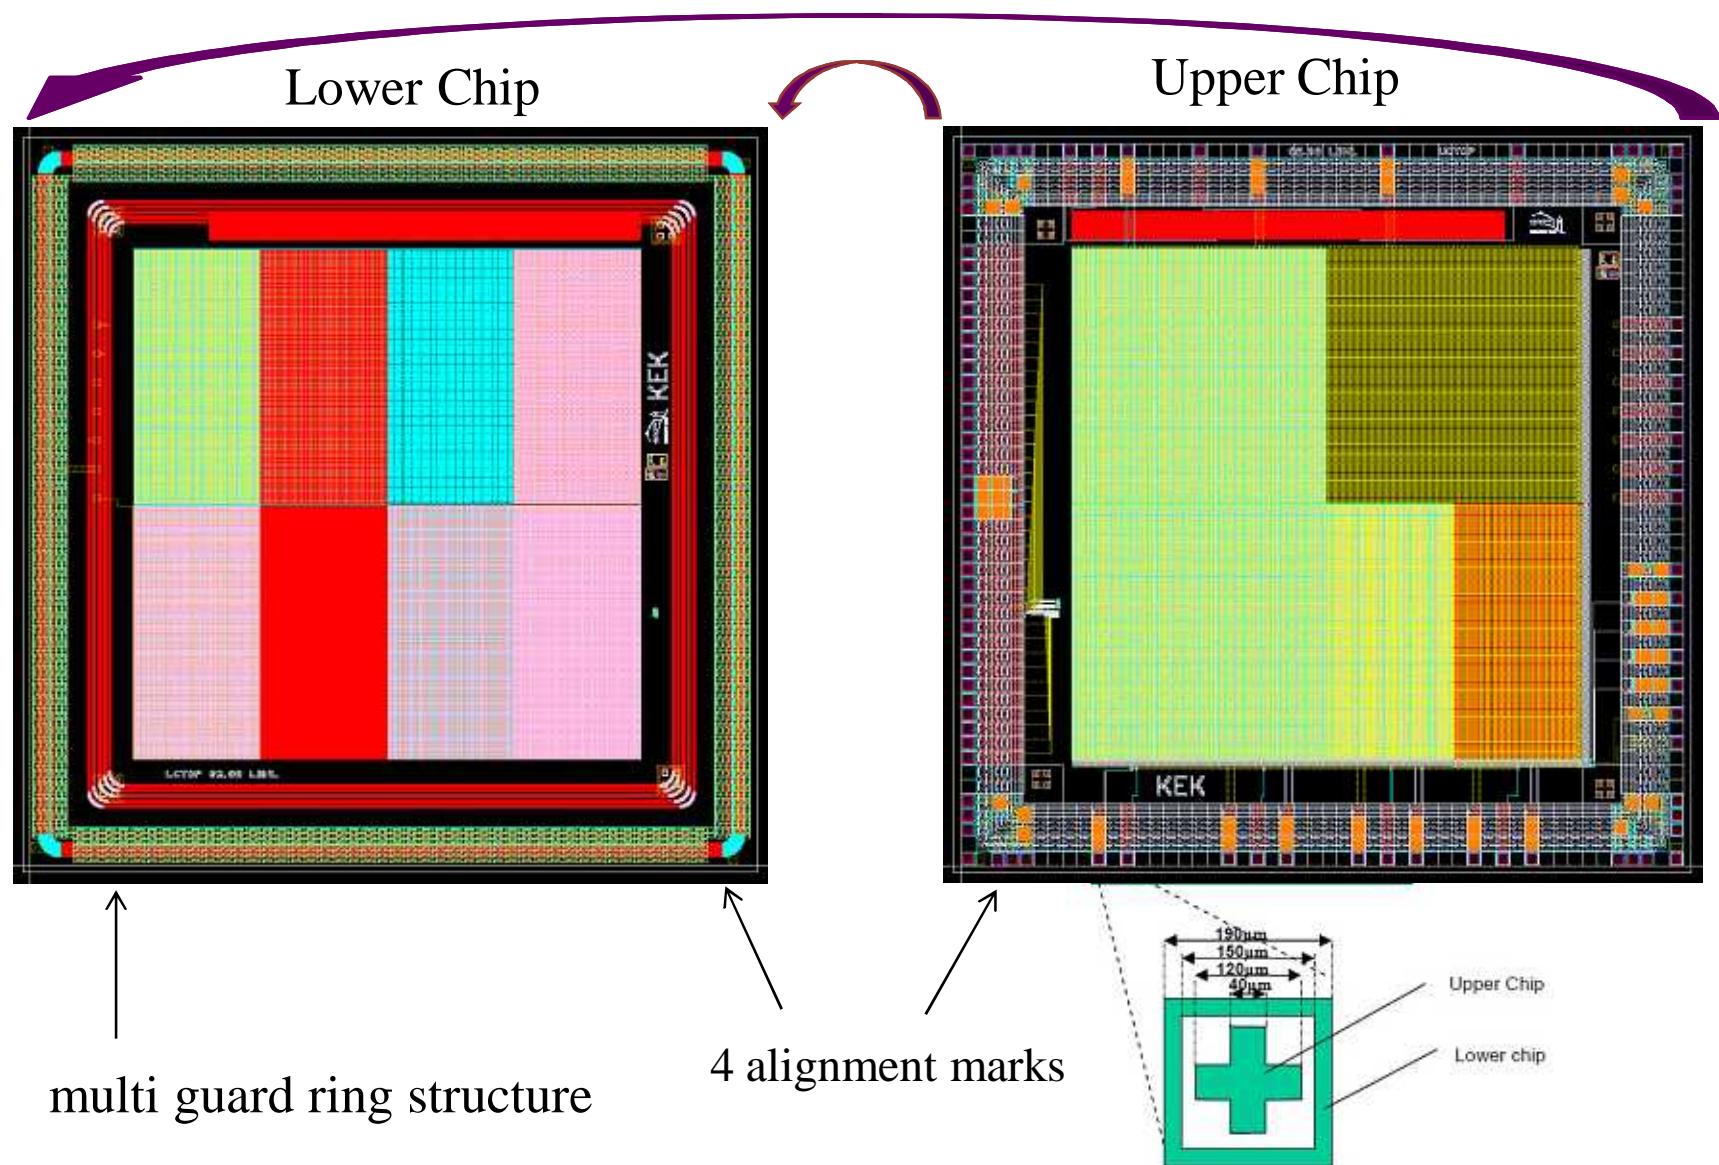 Lower Chip
Upper Chip
KEK
KEK
190μm
150μm
120μm
40μm
Upper Chip
Lower chip
4 alignment marks
multi guard ring structure